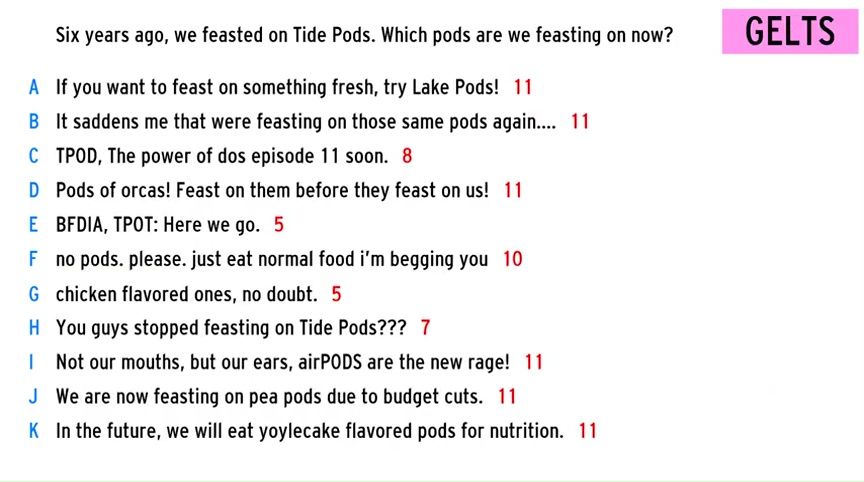 Six years ago, we feasted on Tide Pods. Which pods are we feasting on now?
GELTS
A If you want to feast on something fresh, try Lake Pods! 11
B It saddens me that were feasting on those same pods again.... 11
C TPOD, The power of dos episode 11 soon. 8
D Pods of orcas! Feast on them before they feast on us! 11
E BFDIA, TPOT: Here we go. 5
F no pods. please. just eat normal food i'm begging you 10
G chicken flavored ones, no doubt. 5
H You guys stopped feasting on Tide Pods??? 7
I Not our mouths, but our ears, airPODS are the new rage! 11
J We are now feasting on pea pods due to budget cuts. 11
K In the future, we will eat yoylecake flavored pods for nutrition. 11